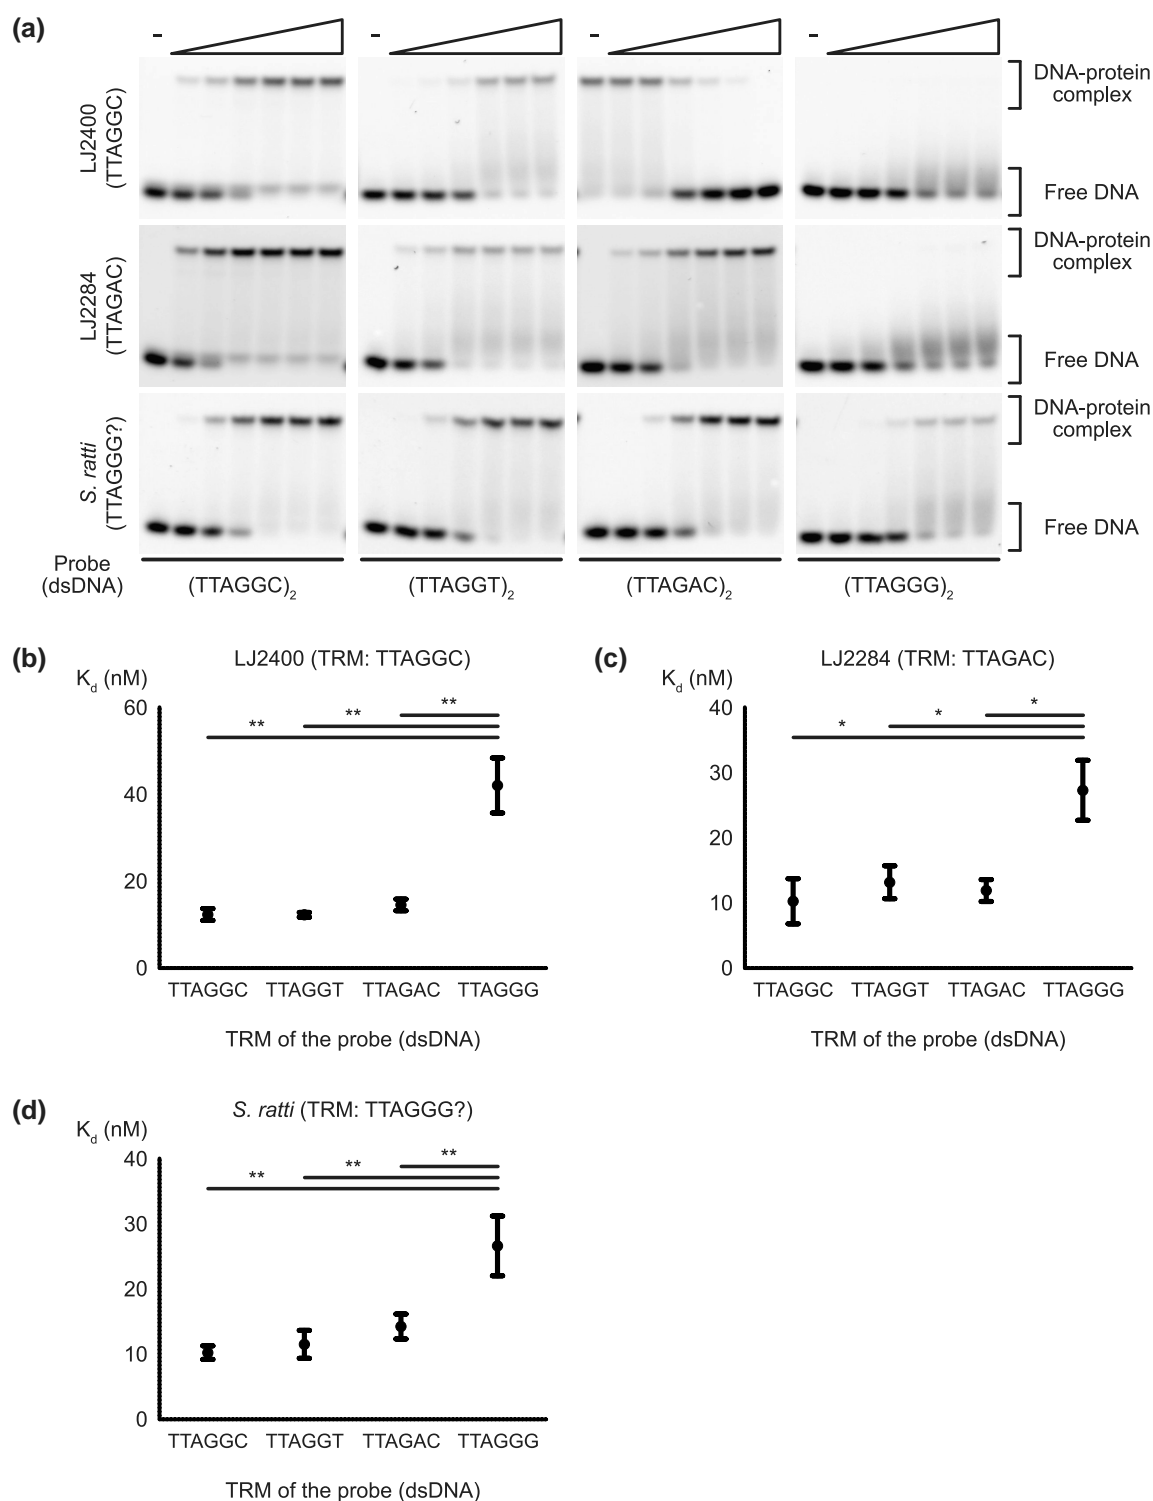 (a)
- - - -
LJ2400
(TTAGGC)
DNA-protein
complex
Free DNA
LJ2284
(TTAGAC)
DNA-protein
complex
Free DNA
S. ratti
(TTAGGG?)
DNA-protein
complex
Free DNA
Probe
(dsDNA)
(TTAGGC)2 (TTAGGT)2 (TTAGAC)2 (TTAGGG)2
(b)
LJ2400 (TRM: TTAGGC)
Kd (nM)
60
40
20
0
** ** **
TTAGGC TTAGGT TTAGAC TTAGGG
TRM of the probe (dsDNA)
(c)
LJ2284 (TRM: TTAGAC)
Kd (nM)
40
30
20
10
0
* * *
TTAGGC TTAGGT TTAGAC TTAGGG
TRM of the probe (dsDNA)
(d)
S. ratti (TRM: TTAGGG?)
Kd (nM)
40
30
20
10
0
** ** **
TTAGGC TTAGGT TTAGAC TTAGGG
TRM of the probe (dsDNA)